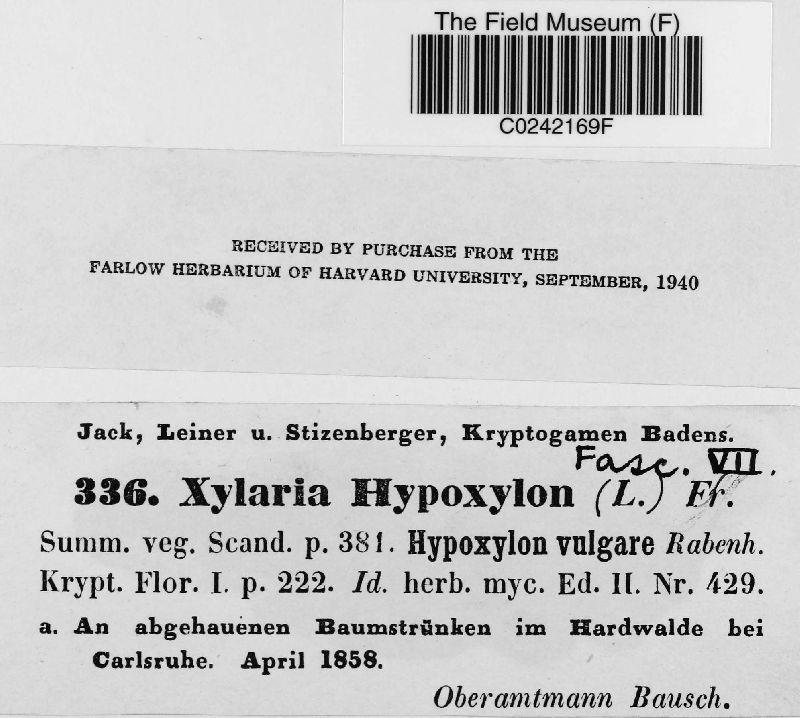 The Field Museum (F)
C0242169F
RECEIVED BY PURCHASE FROM THE
FARLOW HERBARIUM OF HARVARD UNIVERSITY, SEPTEMBER, 1940
Jack, Leiner u. Stizenberger, Kryptogamen Badens.
Fasc. VII.
336. Xylaria Hypoxylon (L.) Fr.
Summ. veg. Scand. p. 381. Hypoxylon vulgare Rabenh.
Krypt. Flor. I. p. 222. Id. herb. myc. Ed. II. Nr. 429.
a. An abgehauenen Baumstrünken im Hardwalde bei
Carlsruhe. April 1858.
Oberamtmann Bausch.